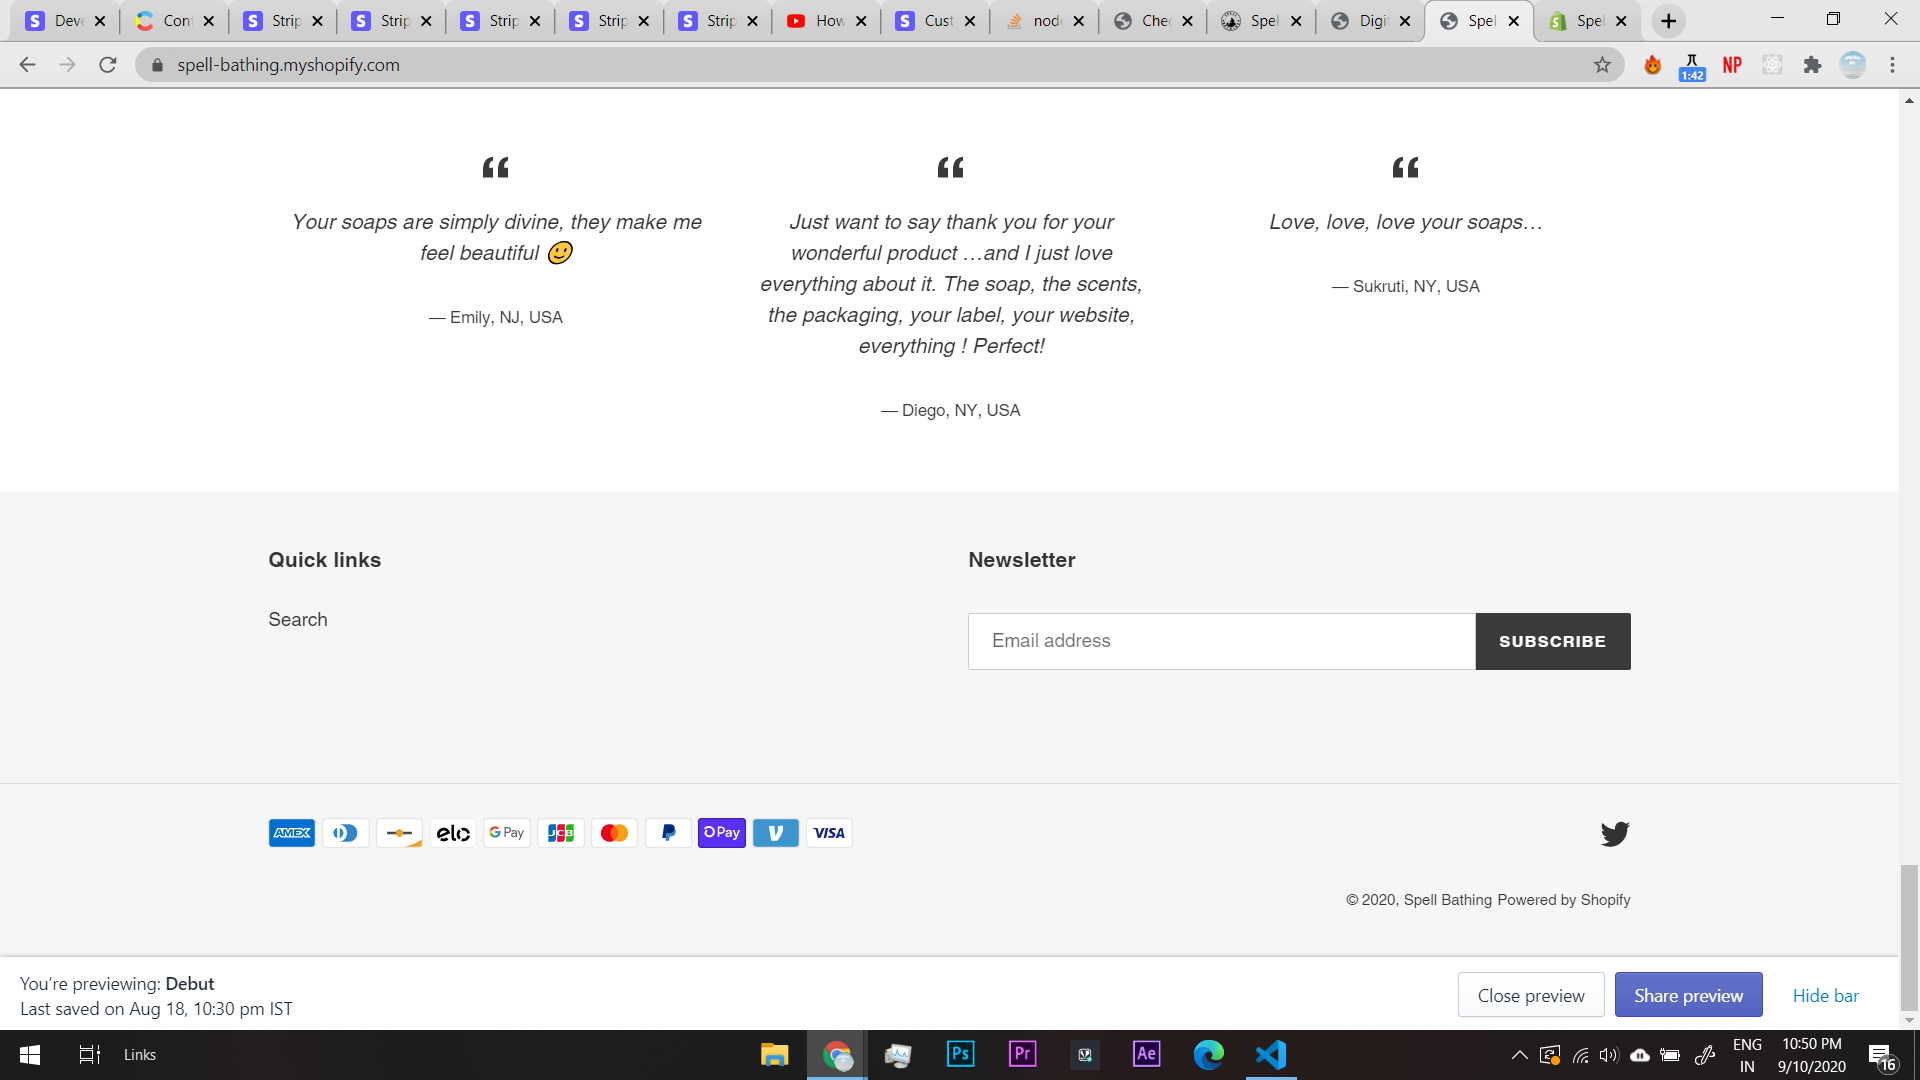 Deve
Cont
Strip
Strip
Strip
Strip
Strip
How
Cust
node
Chec
Spel
Digit
Spel
Spel
spell-bathing.myshopify.com
1:42
NP
Your soaps are simply divine, they make me
feel beautiful 🙂
— Emily, NJ, USA
Just want to say thank you for your
wonderful product …and I just love
everything about it. The soap, the scents,
the packaging, your label, your website,
everything ! Perfect!
— Diego, NY, USA
Love, love, love your soaps…
— Sukruti, NY, USA
Quick links
Search
Newsletter
Email address
SUBSCRIBE
AMEX
elo
G Pay
JCB
Pay
VISA
© 2020, Spell Bathing Powered by Shopify
You’re previewing: Debut
Last saved on Aug 18, 10:30 pm IST
Close preview
Share preview
Hide bar
Links
Ps
Pr
Ae
ENG
IN
10:50 PM
9/10/2020
16